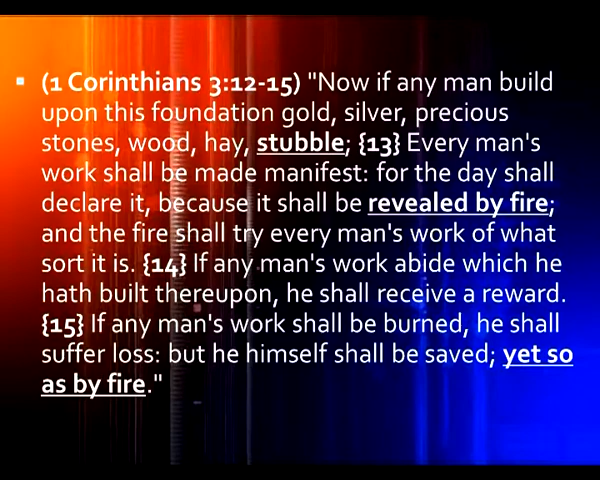 (1 Corinthians 3:12-15) "Now if any man build
upon this foundation gold, silver, precious
stones, wood, hay, stubble; {13} Every man's
work shall be made manifest: for the day shall
declare it, because it shall be revealed by fire;
and the fire shall try every man's work of what
sort it is. {14} If any man's work abide which he
hath built thereupon, he shall receive a reward.
{15} If any man's work shall be burned, he shall
suffer loss: but he himself shall be saved; yet so
as by fire."